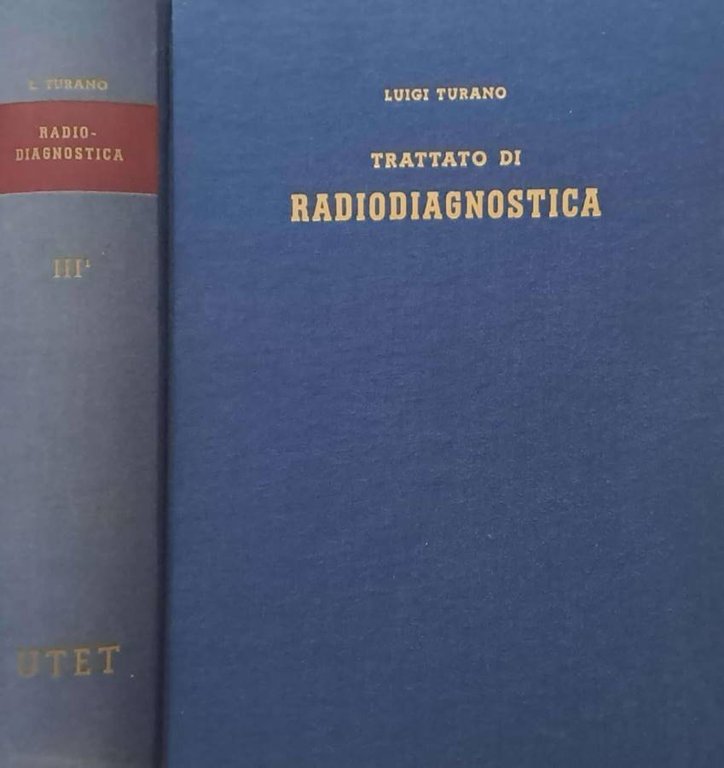 L. TURANO
RADIO-
DIAGNOSTICA
III¹
UTET
LUIGI TURANO
TRATTATO DI
RADIODIAGNOSTICA